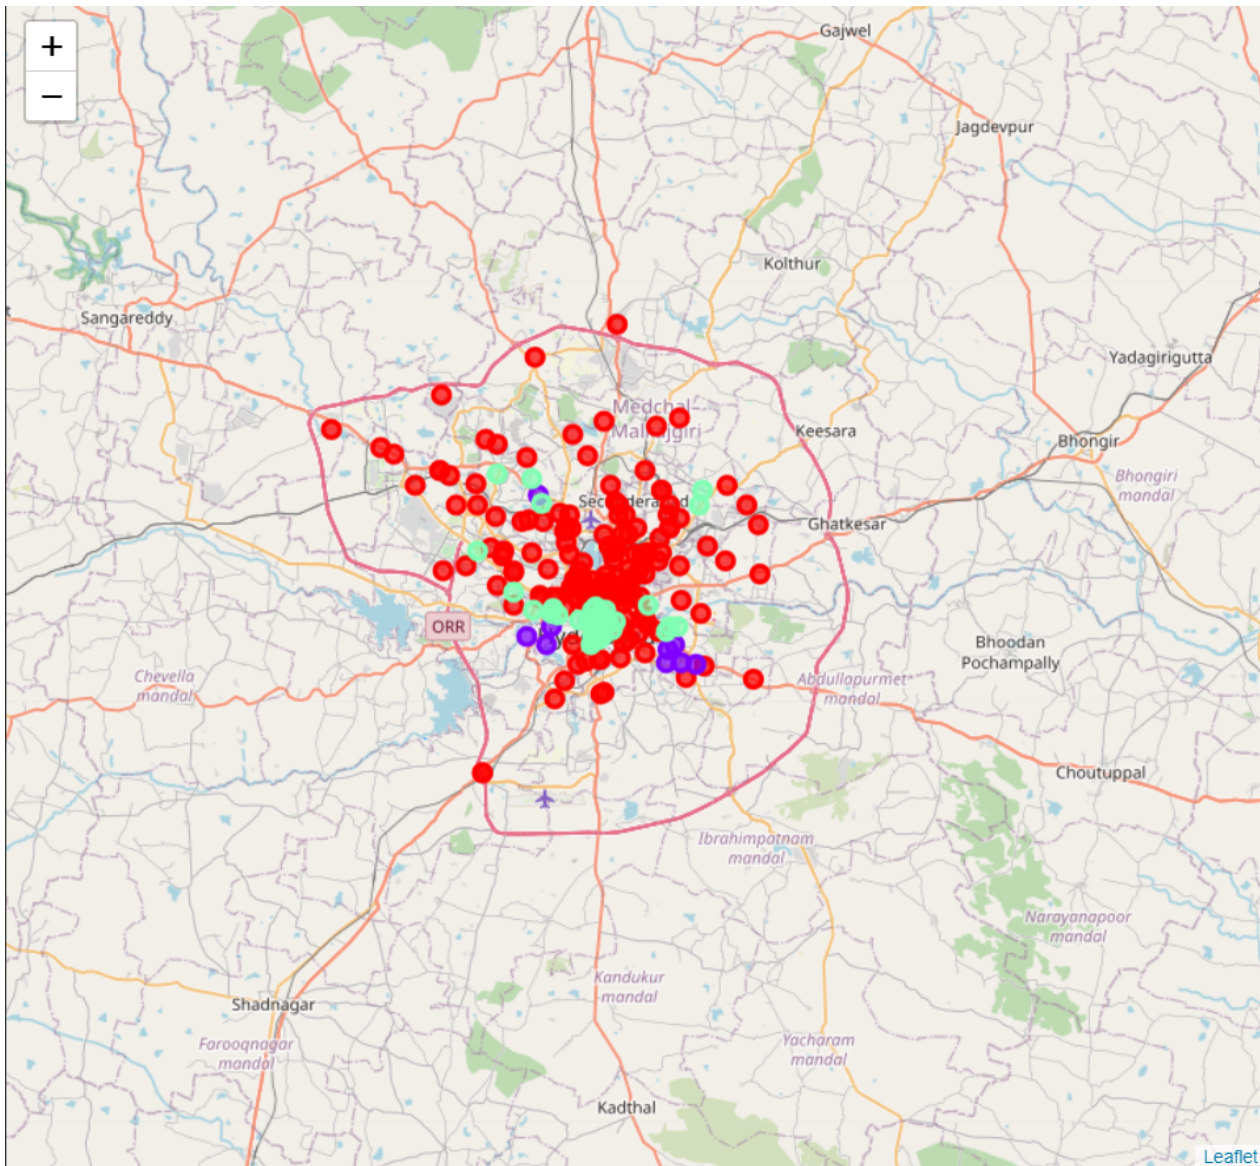 +
−
Gajwel
Jagdevpur
Kolthur
Sangareddy
Yadagirigutta
Medchal
Keesara
Bhongir
Bhongiri
mandal
Ghatkesar
ORR
Bhoodan
Pochampally
Chevella
mandal
Abdullapurmet
mandal
Choutuppal
Ibrahimpatnam
mandal
Narayanapoor
mandal
Kandukur
mandal
Shadnagar
Farooqnagar
mandal
Yacharam
mandal
Kadthal
Leaflet